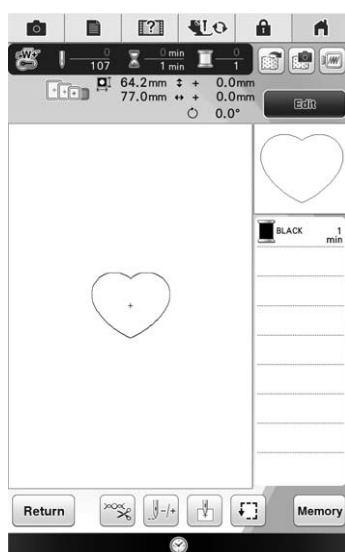 0
107
0 min
1 min
0
1
64.2mm + 0.0mm
77.0mm + 0.0mm
0.0°
Edit
BLACK 1 min
Return
-/+
Memory